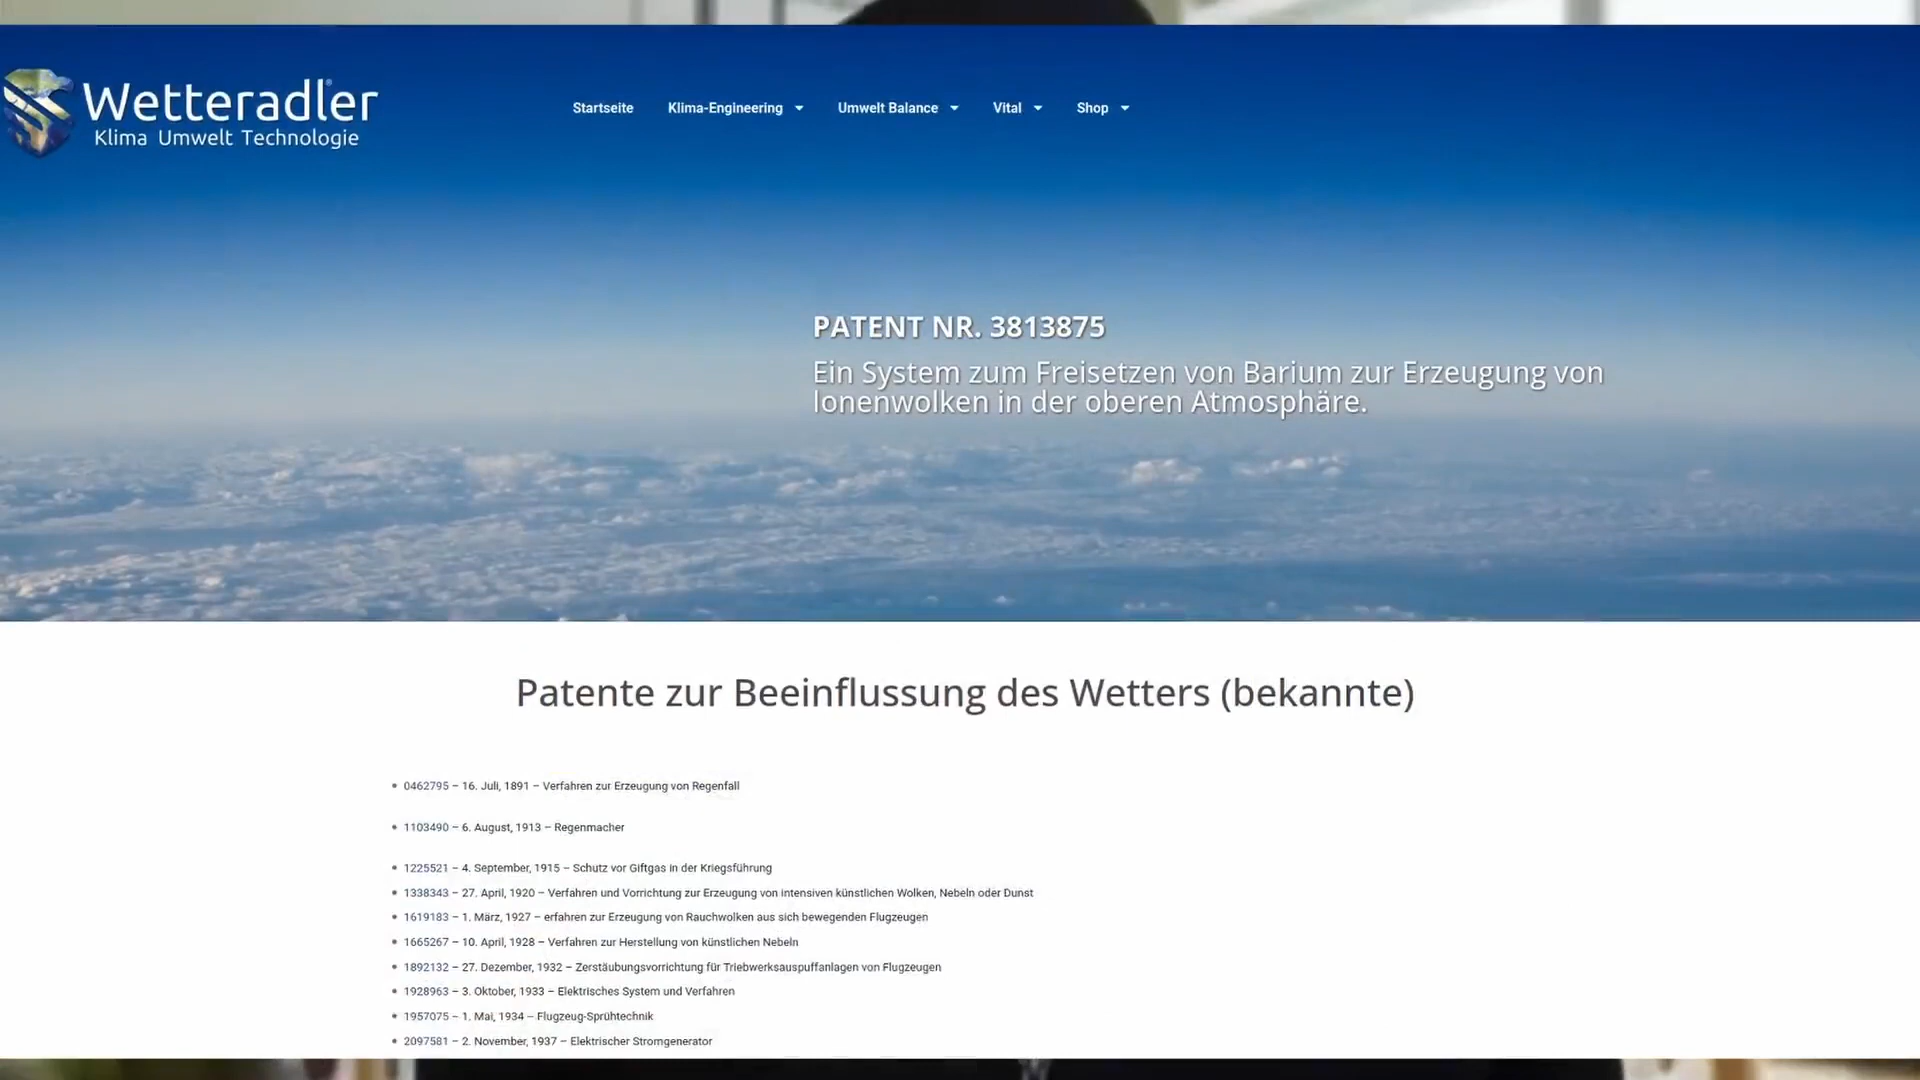 Wetteradler®
Klima Umwelt Technologie
Startseite Klima-Engineering Umwelt Balance Vital Shop
PATENT NR. 3813875
Ein System zum Freisetzen von Barium zur Erzeugung von
Ionenwolken in der oberen Atmosphäre.
Patente zur Beeinflussung des Wetters (bekannte)
• 0462795 – 16. Juli, 1891 – Verfahren zur Erzeugung von Regenfall
• 1103490 – 6. August, 1913 – Regenmacher
• 1225521 – 4. September, 1915 – Schutz vor Giftgas in der Kriegsführung
• 1338343 – 27. April, 1920 – Verfahren und Vorrichtung zur Erzeugung von intensiven künstlichen Wolken, Nebeln oder Dunst
• 1619183 – 1. März, 1927 – erfahren zur Erzeugung von Rauchwolken aus sich bewegenden Flugzeugen
• 1665267 – 10. April, 1928 – Verfahren zur Herstellung von künstlichen Nebeln
• 1892132 – 27. Dezember, 1932 – Zerstäubungsvorrichtung für Triebwerksauspuffanlagen von Flugzeugen
• 1928963 – 3. Oktober, 1933 – Elektrisches System und Verfahren
• 1957075 – 1. Mai, 1934 – Flugzeug-Sprühtechnik
• 2097581 – 2. November, 1937 – Elektrischer Stromgenerator